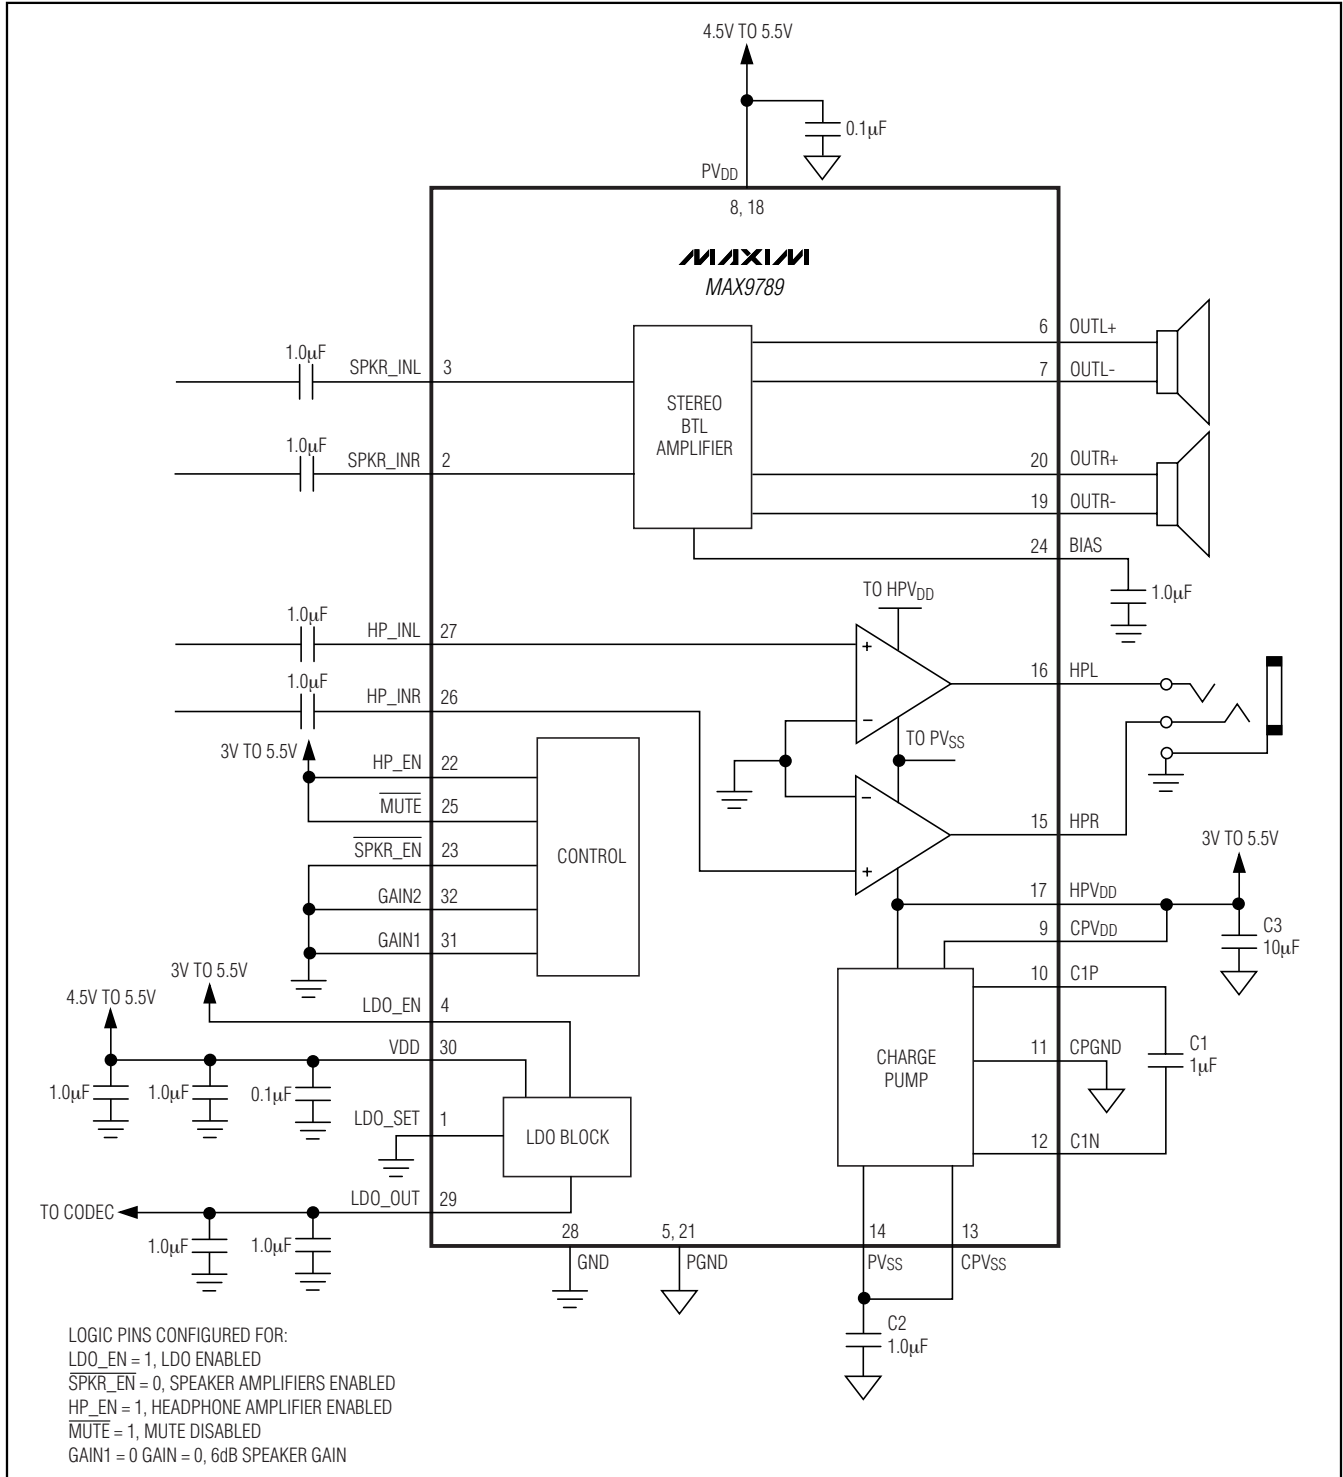 4.5V TO 5.5V
0.1µF
PVDD
8, 18
MAXIM
MAX9789
1.0µF
SPKR_INL
3
6
OUTL+
7
OUTL-
STEREO
BTL
AMPLIFIER
1.0µF
SPKR_INR
2
20
OUTR+
19
OUTR-
24
BIAS
1.0µF
TO HPVDD
1.0µF
HP_INL
27
+
−
16
HPL
1.0µF
HP_INR
26
TO PVSS
3V TO 5.5V
HP_EN
22
MUTE
25
SPKR_EN
23
GAIN2
32
GAIN1
31
CONTROL
−
+
15
HPR
3V TO 5.5V
17
HPVDD
9
CPVDD
C3
10µF
10
C1P
11
CPGND
C1
1µF
12
C1N
CHARGE
PUMP
3V TO 5.5V
LDO_EN
4
4.5V TO 5.5V
VDD
30
1.0µF
1.0µF
0.1µF
LDO_SET
1
LDO BLOCK
LDO_OUT
29
TO CODEC
1.0µF
1.0µF
28
GND
5, 21
PGND
14
PVSS
13
CPVSS
C2
1.0µF
LOGIC PINS CONFIGURED FOR:
LDO_EN = 1, LDO ENABLED
SPKR_EN = 0, SPEAKER AMPLIFIERS ENABLED
HP_EN = 1, HEADPHONE AMPLIFIER ENABLED
MUTE = 1, MUTE DISABLED
GAIN1 = 0 GAIN = 0, 6dB SPEAKER GAIN